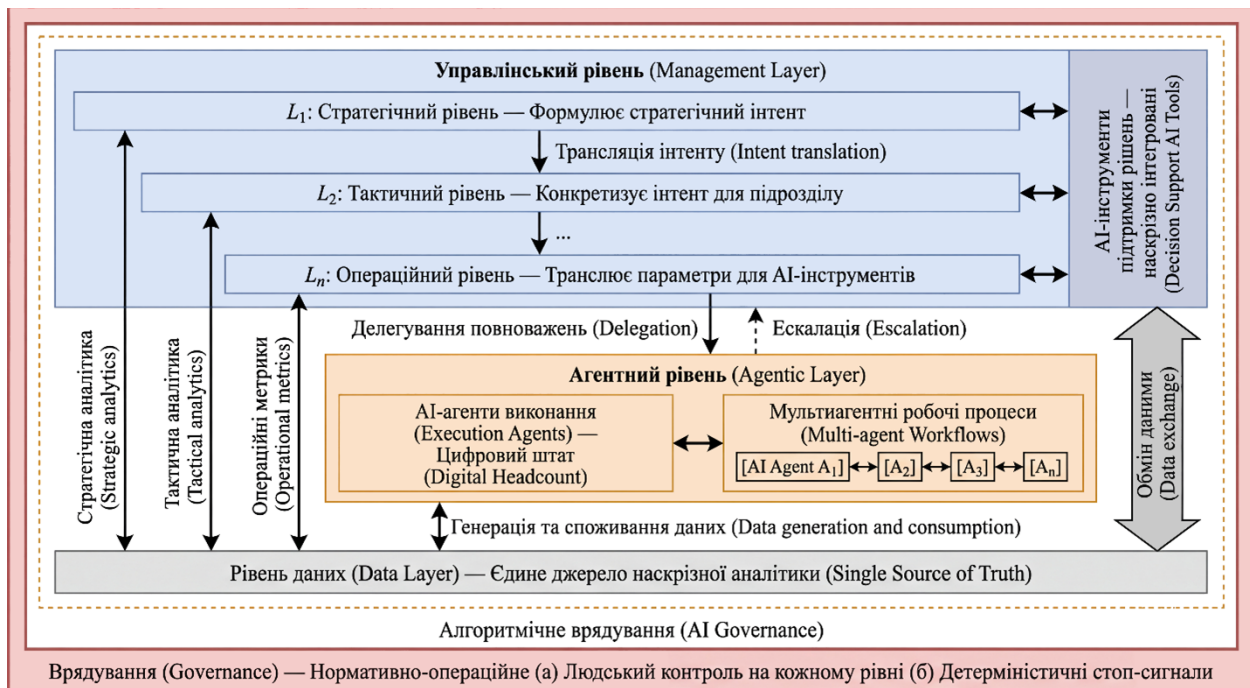 Управлінський рівень (Management Layer)
L₁: Стратегічний рівень — Формулює стратегічний інтент
Трансляція інтенту (Intent translation)
L₂: Тактичний рівень — Конкретизує інтент для підрозділу
...
Lₙ: Операційний рівень — Транслює параметри для AI-інструментів
AI-інструменти
підтримки рішень —
наскрізно інтегровані
(Decision Support AI Tools)
Делегування повноважень (Delegation)
Ескалація (Escalation)
Стратегічна аналітика
(Strategic analytics)
Тактична аналітика
(Tactical analytics)
Операційні метрики
(Operational metrics)
Агентний рівень (Agentic Layer)
AI-агенти виконання
(Execution Agents) —
Цифровий штат
(Digital Headcount)
Мультиагентні робочі процеси
(Multi-agent Workflows)
[AI Agent A₁] [A₂] [A₃] [Aₙ]
Обмін даними
(Data exchange)
Генерація та споживання даних (Data generation and consumption)
Рівень даних (Data Layer) — Єдине джерело наскрізної аналітики (Single Source of Truth)
Алгоритмічне врядування (AI Governance)
Врядування (Governance) — Нормативно-операційне (а) Людський контроль на кожному рівні (б) Детерміністичні стоп-сигнали